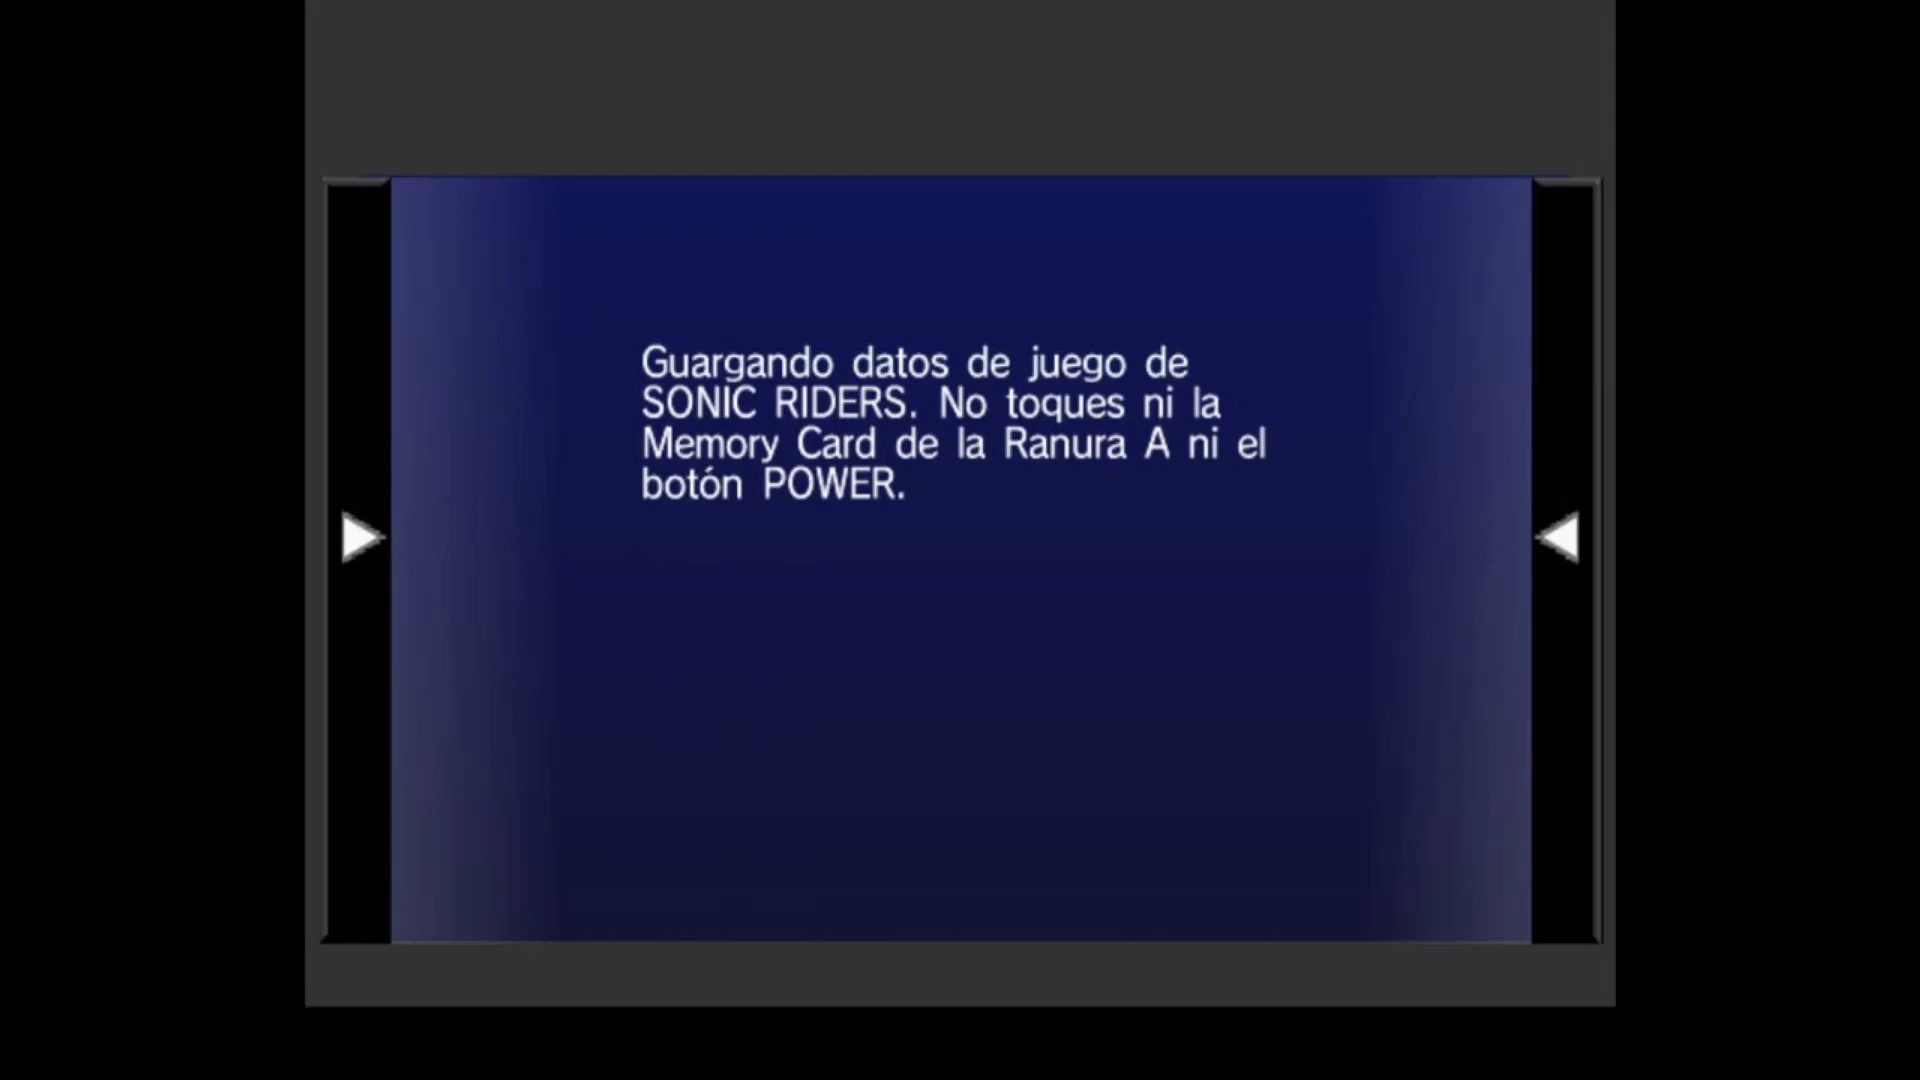 Guargando datos de juego de
SONIC RIDERS. No toques ni la
Memory Card de la Ranura A ni el
botón POWER.